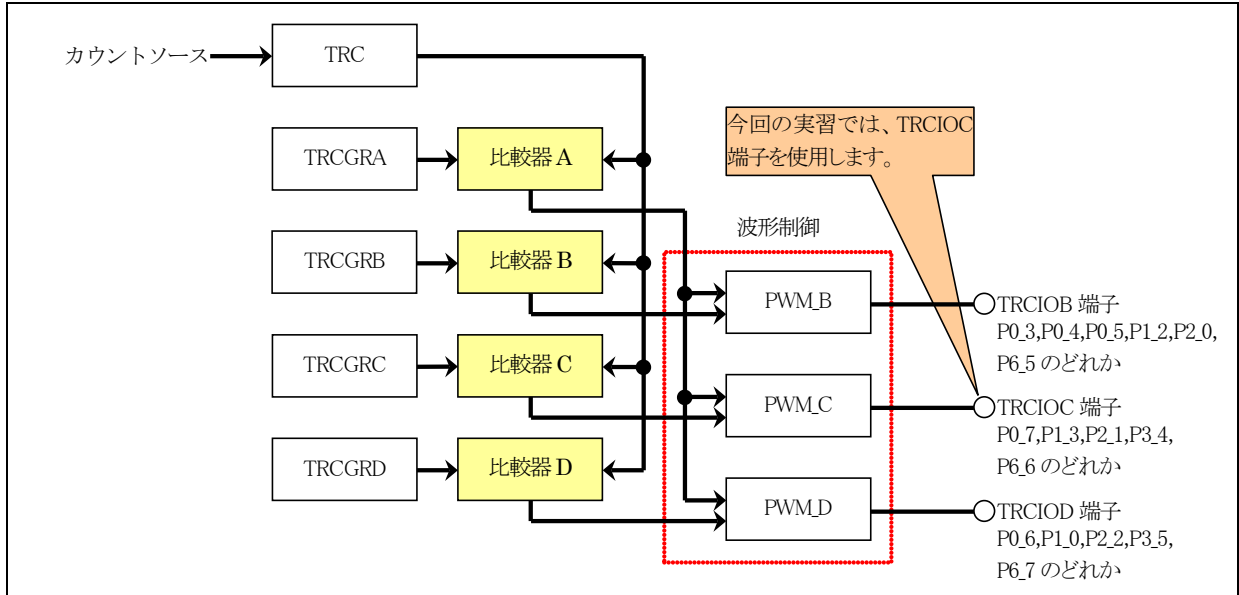 カウントソース
TRC
今回の実習では、TRCIOC
端子を使用します。
TRCGRA
比較器 A
波形制御
TRCGRB
比較器 B
PWM_B
TRCIOB 端子
P0_3,P0_4,P0_5,P1_2,P2_0,
P6_5 のどれか
TRCGRC
比較器 C
PWM_C
TRCIOC 端子
P0_7,P1_3,P2_1,P3_4,
P6_6 のどれか
TRCGRD
比較器 D
PWM_D
TRCIOD 端子
P0_6,P1_0,P2_2,P3_5,
P6_7 のどれか